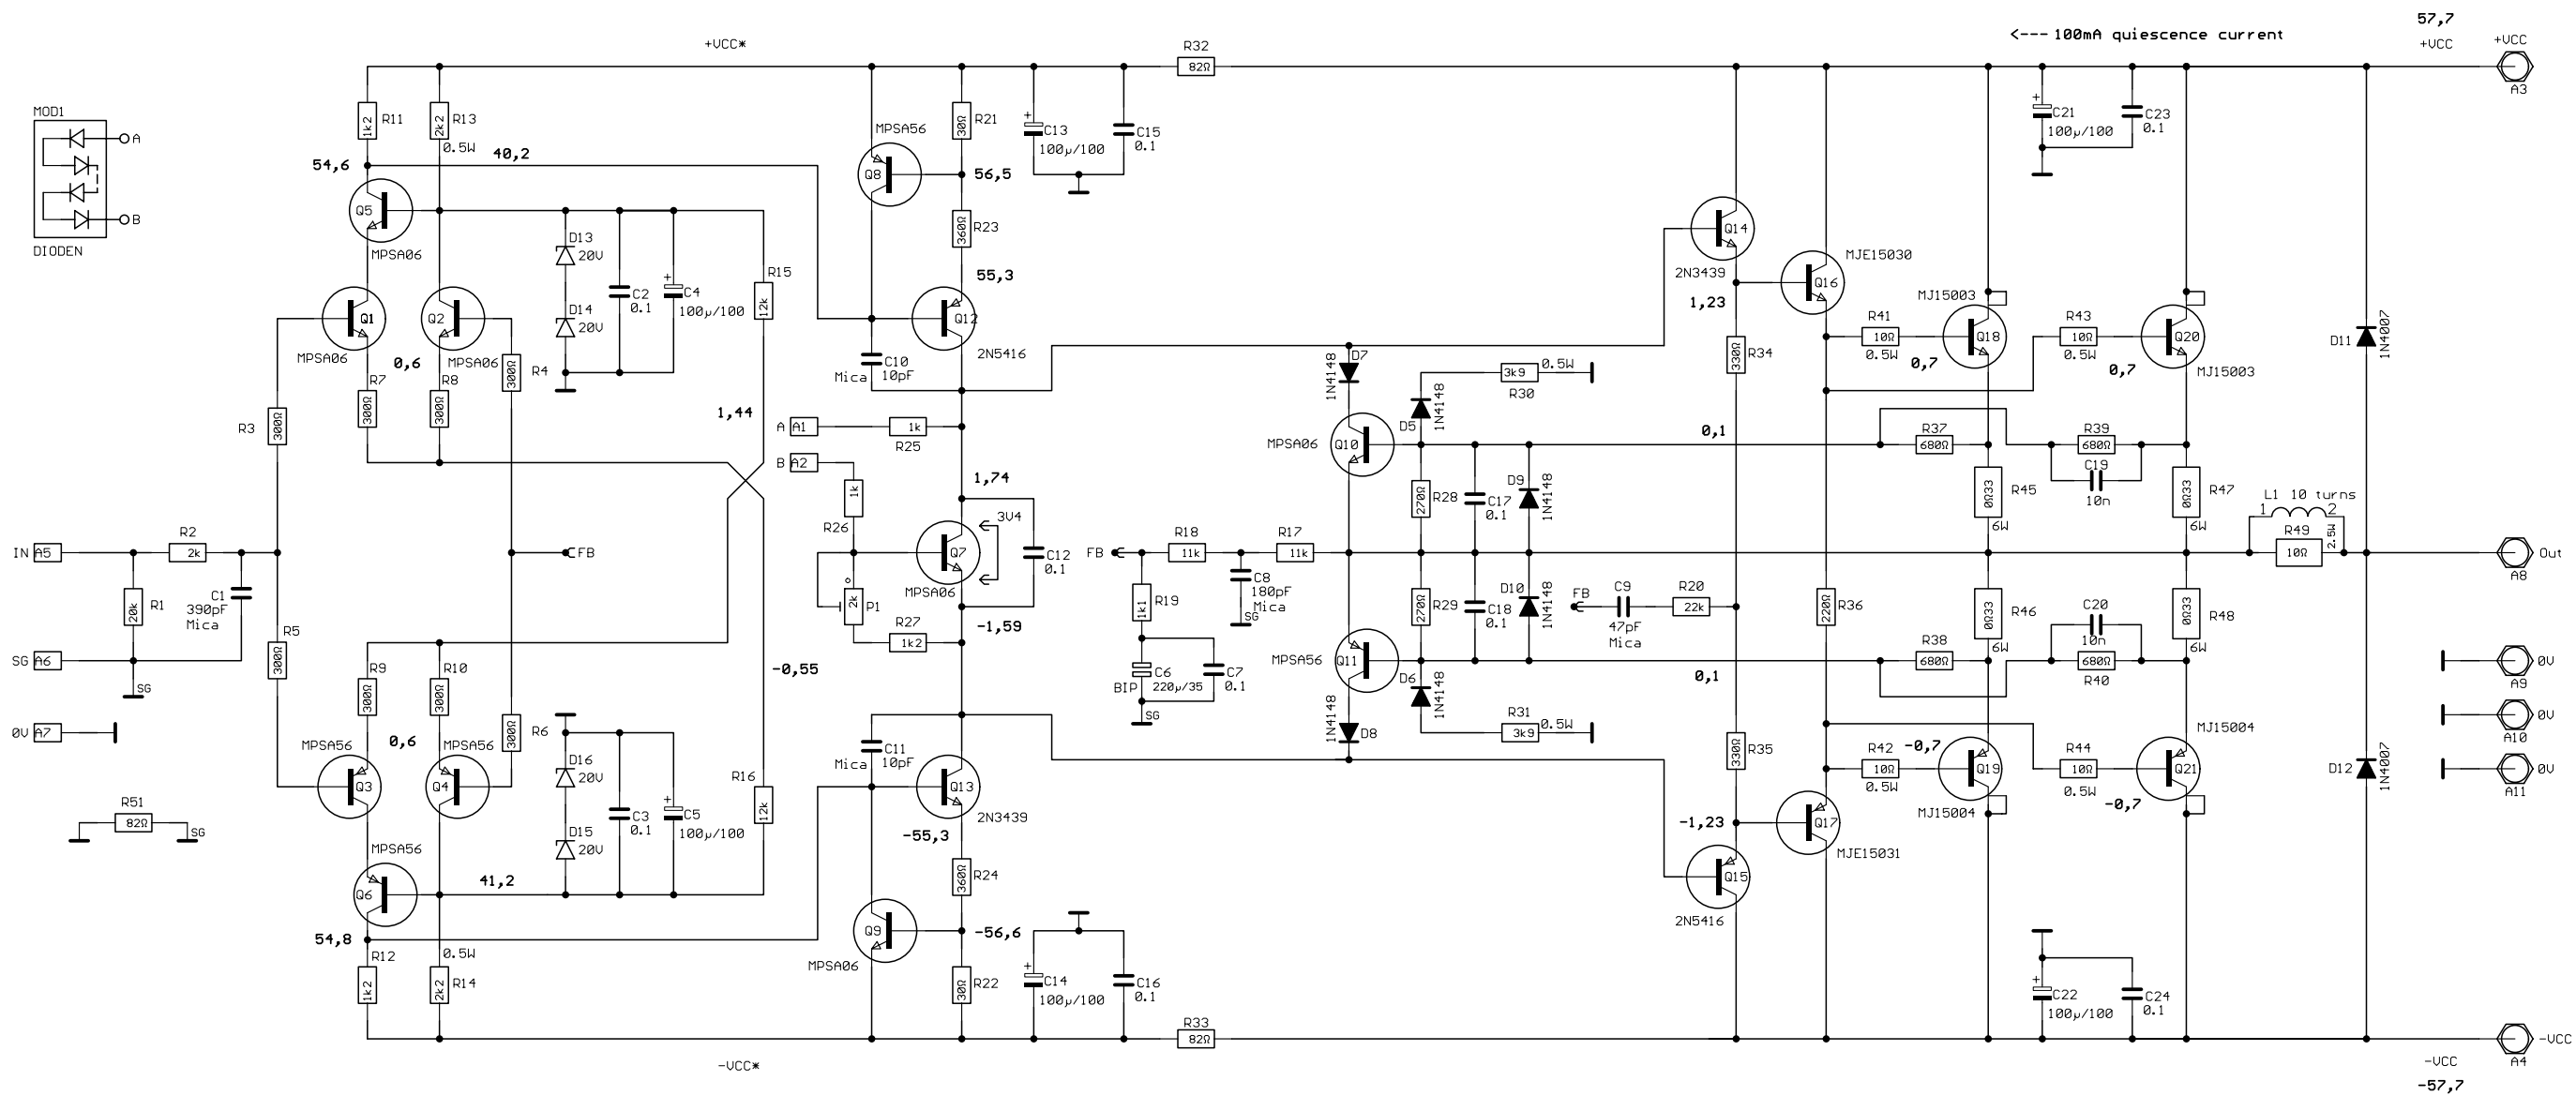 57,7
<--- 100mA quiescence current
+VCC*
R32
82Ω
+VCC
+VCC
A3
MOD1
A
B
DIODEN
R11
1k2
R13
2k2
0.5W
54,6
40,2
Q5
MPSA06
MPSA56
Q8
R21
30Ω
56,5
R23
360Ω
55,3
C13
100µ/100
C15
0.1
C21
100µ/100
C23
0.1
D13
20V
D14
20V
C2
0.1
C4
100µ/100
R15
12k
Q1
MPSA06
Q2
MPSA06
0,6
R7
300Ω
R8
300Ω
R4
300Ω
R3
300Ω
Q12
2N5416
C10
10pF
Mica
1,44
A
A1
1k
R25
B
A2
1k
R26
1,74
3V4
Q7
MPSA06
C12
0.1
P1
2k
R27
1k2
-1,59
-0,55
Q14
2N3439
1,23
MJE15030
Q16
R34
330Ω
D7
1N4148
Q10
MPSA06
D5
1N4148
3k9
0.5W
R30
0,1
R41
10Ω
0.5W
0,7
MJ15003
Q18
R43
10Ω
0.5W
0,7
Q20
MJ15003
D11
1N4007
R37
680Ω
R39
680Ω
C19
10n
R28
270Ω
C17
0.1
D9
1N4148
R45
0Ω33
6W
R47
0Ω33
6W
L1 10 turns
1
2
R49
10Ω
2.5W
Out
A8
IN
A5
R2
2k
R1
20k
C1
390pF
Mica
SG
A6
SG
0V
A7
R5
300Ω
FB
FB
R18
11k
R17
11k
C8
180pF
Mica
SG
R19
1k1
C6
220µ/35
BIP
C7
0.1
SG
R29
270Ω
C18
0.1
D10
1N4148
FB
C9
47pF
Mica
R20
22k
R36
220Ω
R46
0Ω33
6W
R48
0Ω33
6W
C20
10n
R38
680Ω
R40
680Ω
0V
A9
0V
A10
0V
A11
R9
300Ω
R10
300Ω
R6
300Ω
MPSA56
Q3
0,6
MPSA56
Q4
D16
20V
D15
20V
C3
0.1
C5
100µ/100
R16
12k
C11
10pF
Mica
Q13
2N3439
-55,3
MPSA56
Q11
D6
1N4148
R31
3k9
0.5W
0,1
1N4148
D8
R35
330Ω
-1,23
Q17
MJE15031
Q15
2N5416
R42
10Ω
0.5W
-0,7
Q19
MJ15004
R44
10Ω
0.5W
-0,7
Q21
MJ15004
D12
1N4007
R51
82Ω
SG
MPSA56
Q6
41,2
54,8
R12
1k2
0.5W
R14
2k2
R24
360Ω
Q9
MPSA06
-56,6
R22
30Ω
C14
100µ/100
C16
0.1
C22
100µ/100
C24
0.1
R33
82Ω
-VCC*
-VCC
A4
-VCC
-57,7